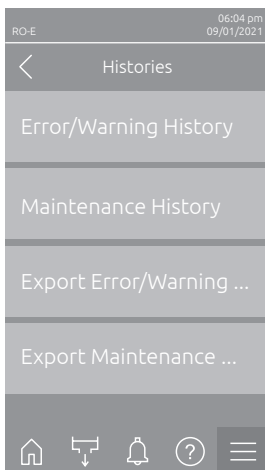 06:04 pm
RO-E 09/01/2021
Histories
Error/Warning History
Maintenance History
Export Error/Warning ...
Export Maintenance ...
?